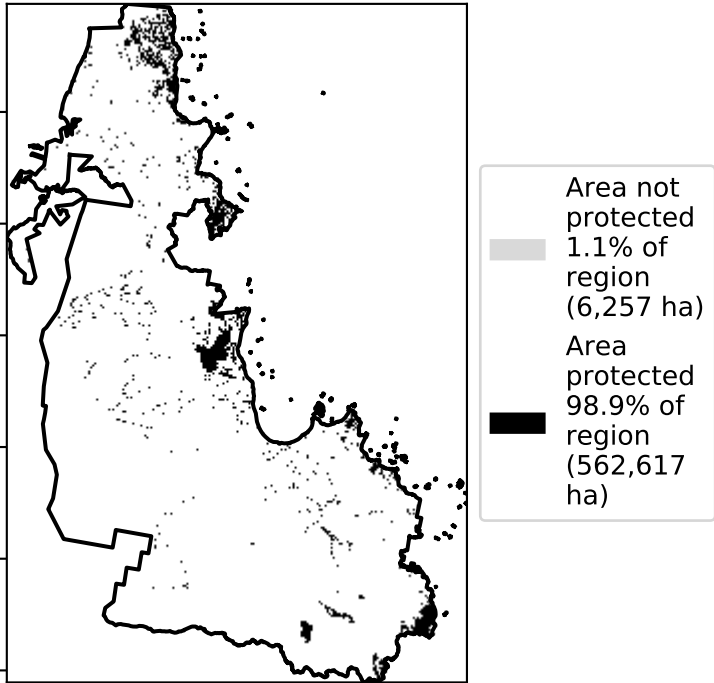 Area not
protected
1.1% of
region
(6,257 ha)
Area
protected
98.9% of
region
(562,617
ha)